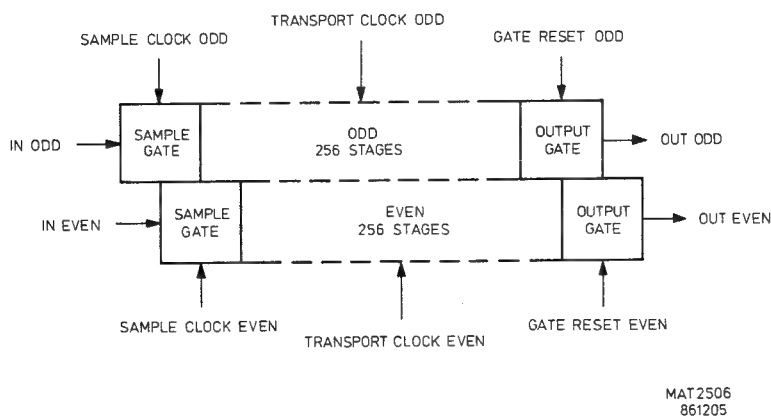 TRANSPORT CLOCK ODD
SAMPLE CLOCK ODD
GATE RESET ODD
IN ODD
SAMPLE
GATE
ODD
256 STAGES
OUTPUT
GATE
OUT ODD
IN EVEN
SAMPLE
GATE
EVEN
256 STAGES
OUTPUT
GATE
OUT EVEN
SAMPLE CLOCK EVEN
TRANSPORT CLOCK EVEN
GATE RESET EVEN
MAT2506
861205